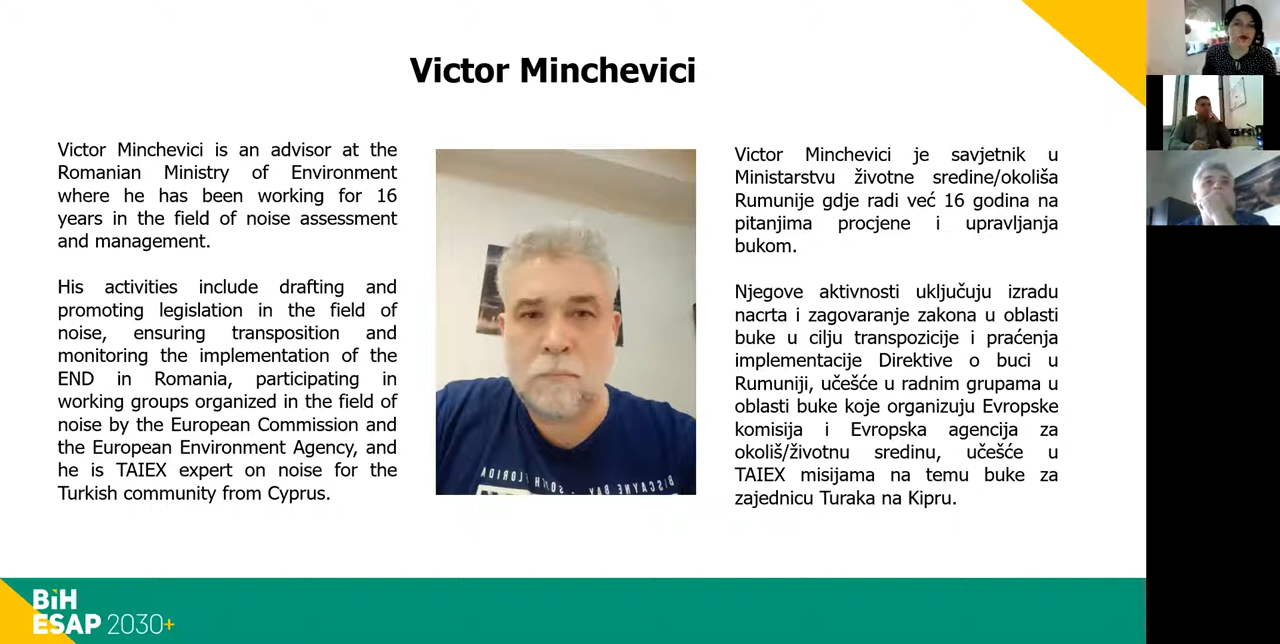 Victor Minchevici
Victor Minchevici is an advisor at the
Romanian Ministry of Environment
where he has been working for 16
years in the field of noise assessment
and management.
His activities include drafting and
promoting legislation in the field of
noise, ensuring transposition and
monitoring the implementation of the
END in Romania, participating in
working groups organized in the field of
noise by the European Commission and
the European Environment Agency, and
he is TAIEX expert on noise for the
Turkish community from Cyprus.
BISCAYNE BAY - SOUTH FLORIDA
Victor Minchevici je savjetnik u
Ministarstvu životne sredine/okoliša
Rumunije gdje radi već 16 godina na
pitanjima procjene i upravljanja
bukom.
Njegove aktivnosti uključuju izradu
nacrta i zagovaranje zakona u oblasti
buke u cilju transpozicije i praćenja
implementacije Direktive o buci u
Rumuniji, učešće u radnim grupama u
oblasti buke koje organizuju Evropske
komisija i Evropska agencija za
okoliš/životnu sredinu, učešće u
TAIEX misijama na temu buke za
zajednicu Turaka na Kipru.
BiH
ESAP 2030+